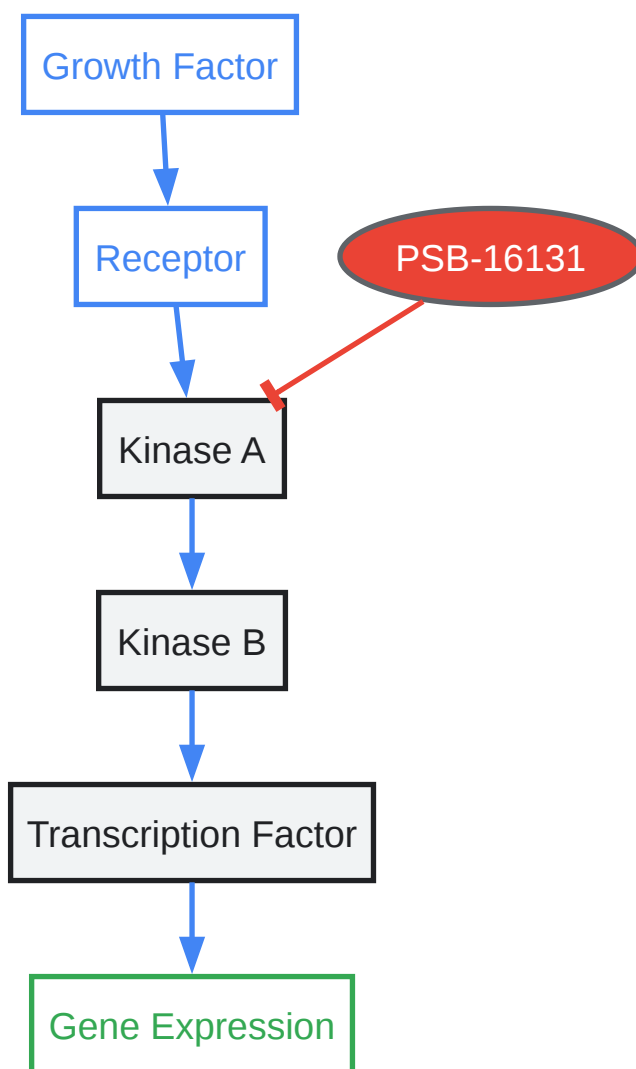 Growth Factor
Receptor
PSB-16131
Kinase A
Kinase B
Transcription Factor
Gene Expression